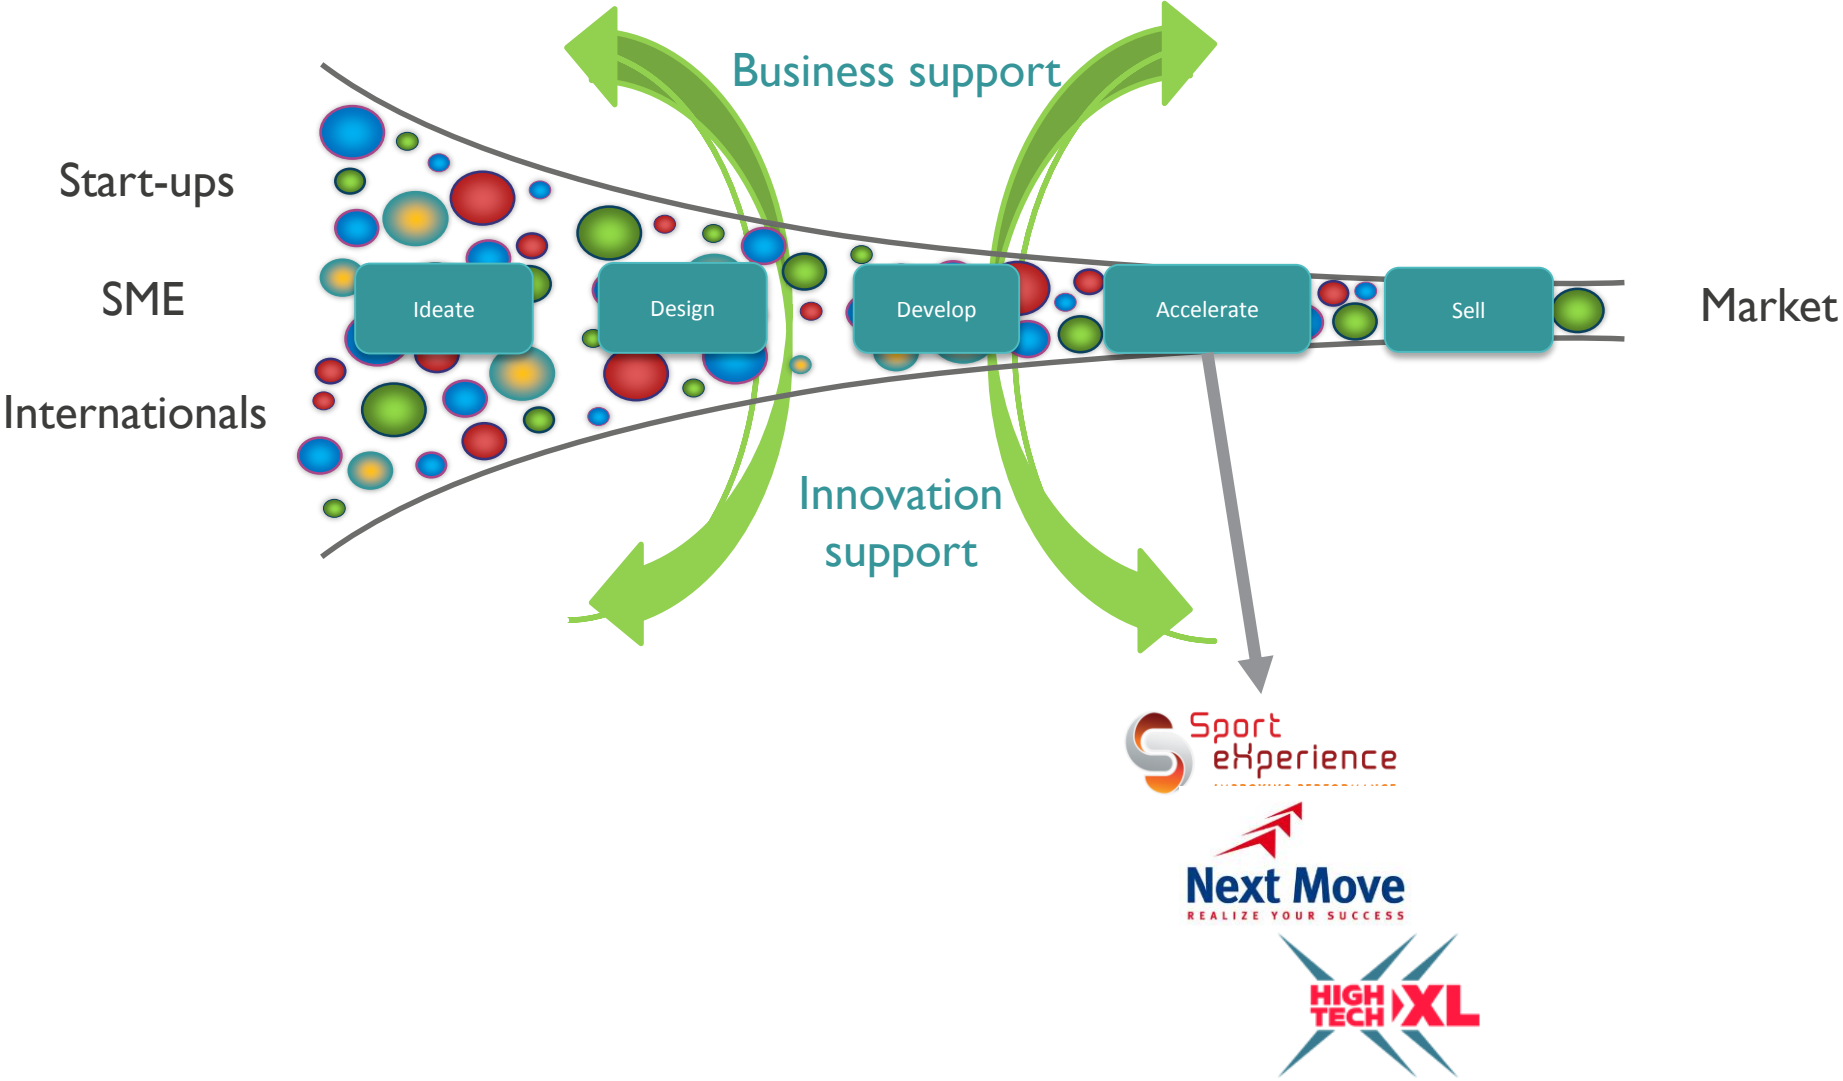 Business support
Start-ups
SME
Internationals
Ideate
Design
Develop
Accelerate
Sell
Market
Innovation
support
Sport
eXperience
Next Move
REALIZE YOUR SUCCESS
HIGH
TECH
XL